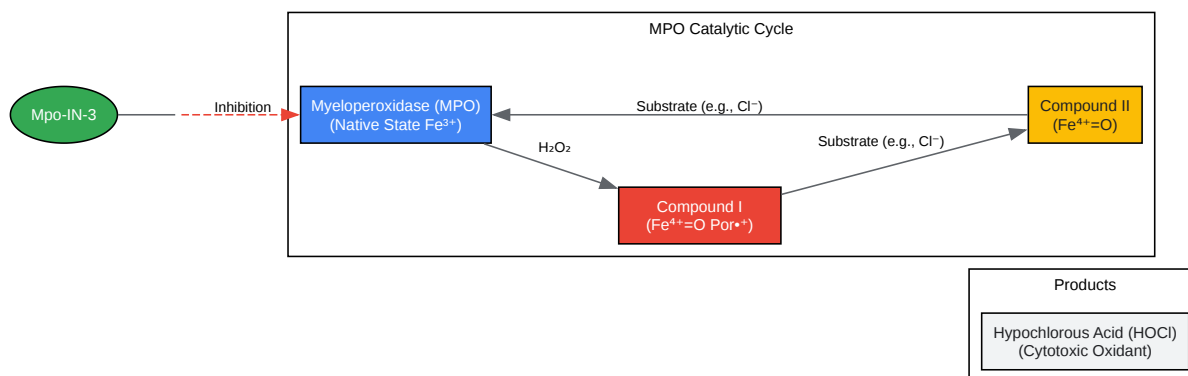 MPO Catalytic Cycle
Mpo-IN-3
Inhibition
Myeloperoxidase (MPO)
(Native State Fe³⁺)
Substrate (e.g., Cl⁻)
Compound II
(Fe⁴⁺=O)
H₂O₂
Substrate (e.g., Cl⁻)
Compound I
(Fe⁴⁺=O Por•⁺)
Products
Hypochlorous Acid (HOCl)
(Cytotoxic Oxidant)